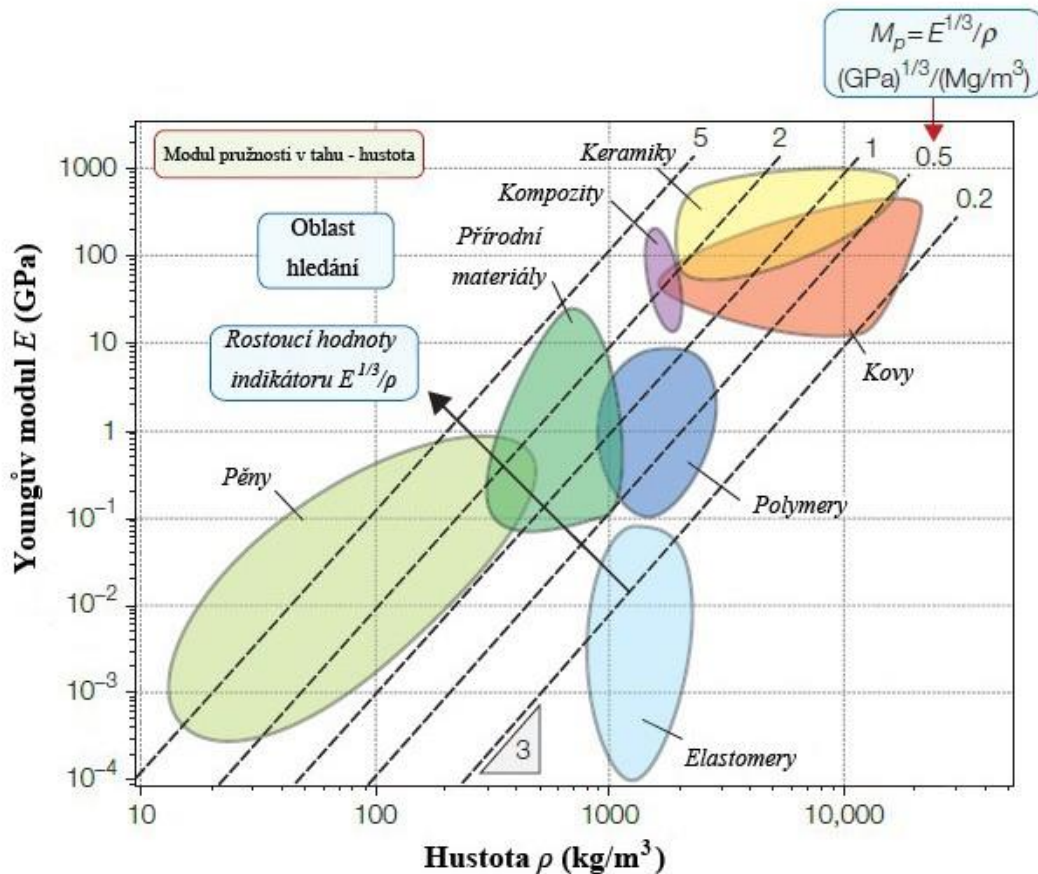 M_p = E^{1/3}/ρ
(GPa)^{1/3}/(Mg/m^3)
Modul pružnosti v tahu - hustota
5
2
1
0.5
0.2
Keramiky
Kompozity
Přírodní
materiály
Oblast
hledání
Rostoucí hodnoty
indikátoru E^{1/3}/ρ
Kovy
Pěny
Polymery
Elastomery
3
Youngův modul E (GPa)
1000
100
10
1
10^{-1}
10^{-2}
10^{-3}
10^{-4}
10
100
1000
10,000
Hustota ρ (kg/m^3)